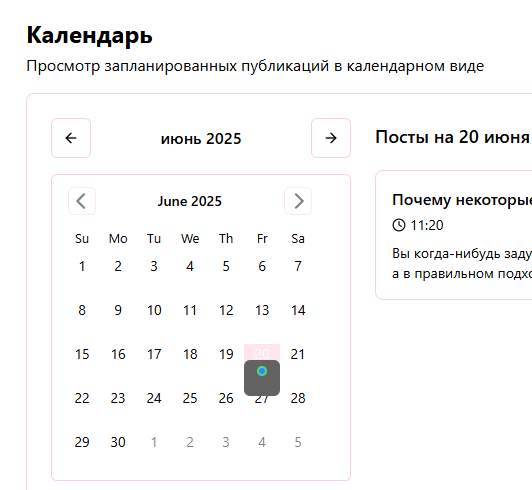 Календарь
Просмотр запланированных публикаций в календарном виде
июнь 2025
June 2025
Su Mo Tu We Th Fr Sa
1 2 3 4 5 6 7
8 9 10 11 12 13 14
15 16 17 18 19 20 21
22 23 24 25 26 27 28
29 30 1 2 3 4 5
Посты на 20 июня
Почему некоторые
11:20
Вы когда-нибудь заду
а в правильном подхо